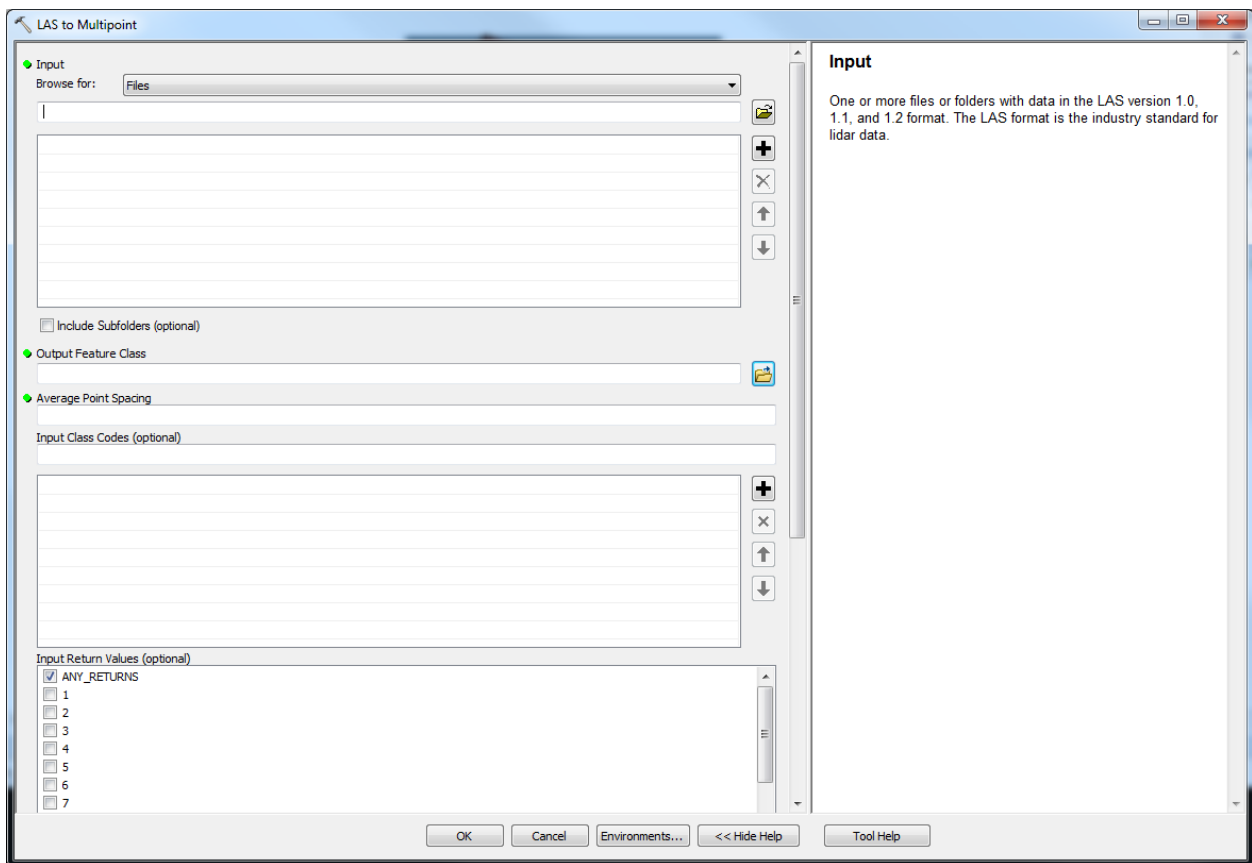 LAS to Multipoint
Input
Browse for: Files
Include Subfolders (optional)
Output Feature Class
Average Point Spacing
Input Class Codes (optional)
Input Return Values (optional)
ANY_RETURNS
1
2
3
4
5
6
7
OK Cancel Environments... << Hide Help Tool Help
Input
One or more files or folders with data in the LAS version 1.0,
1.1, and 1.2 format. The LAS format is the industry standard for
lidar data.